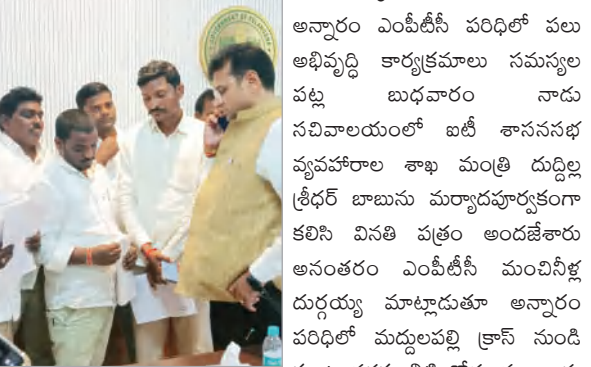 అన్నారం ఎంపీటీసీ పరిధిలో పలు
అభివృద్ధి కార్యక్రమాలు సమస్యల
పట్ల బుధవారం నాడు
సచివాలయంలో ఐటీ శాసనసభ
వ్యవహారాల శాఖ మంత్రి దుద్దిల్ల
శ్రీధర్ బాబును మర్యాదపూర్వకంగా
కలిసి వినతి పత్రం అందజేశారు
అనంతరం ఎంపీటీసీ మంచినీళ్ల
దుర్గయ్య మాట్లాడుతూ అన్నారం
పరిధిలో మద్దులపల్లి క్రాస్ నుండి